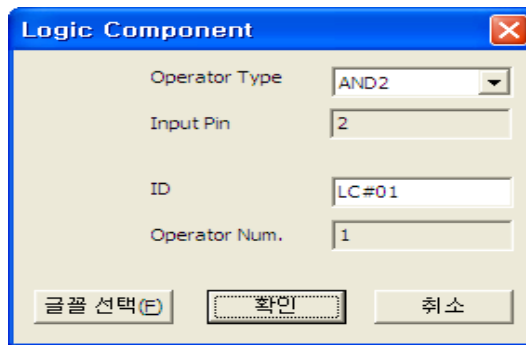 Logic Component
Operator Type AND2
Input Pin 2
ID LC#01
Operator Num. 1
글꼴 선택(F) 확인 취소